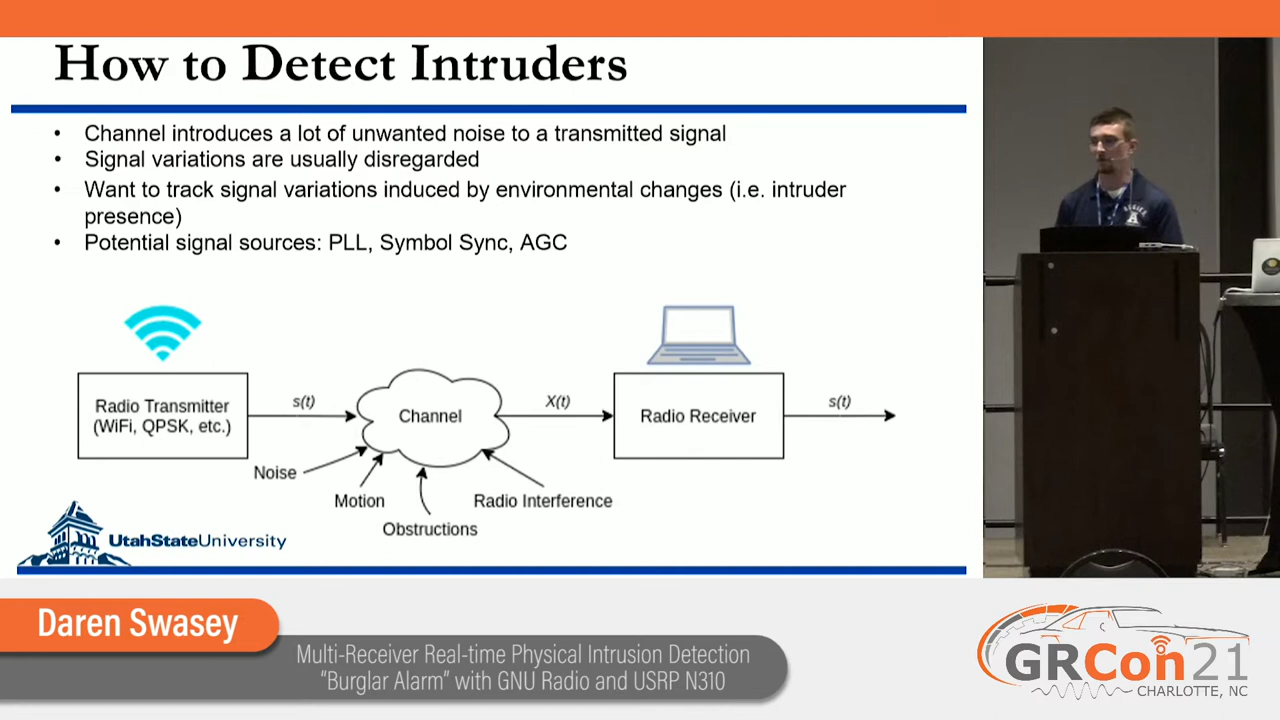 How to Detect Intruders
• Channel introduces a lot of unwanted noise to a transmitted signal
• Signal variations are usually disregarded
• Want to track signal variations induced by environmental changes (i.e. intruder
presence)
• Potential signal sources: PLL, Symbol Sync, AGC
Radio Transmitter
(WiFi, QPSK, etc.)
s(t)
Channel
X(t)
Radio Receiver
s(t)
Noise
Motion
Obstructions
Radio Interference
UtahStateUniversity
AGGIES
A
Daren Swasey
Multi-Receiver Real-time Physical Intrusion Detection
“Burglar Alarm” with GNU Radio and USRP N310
GRCon21
CHARLOTTE, NC